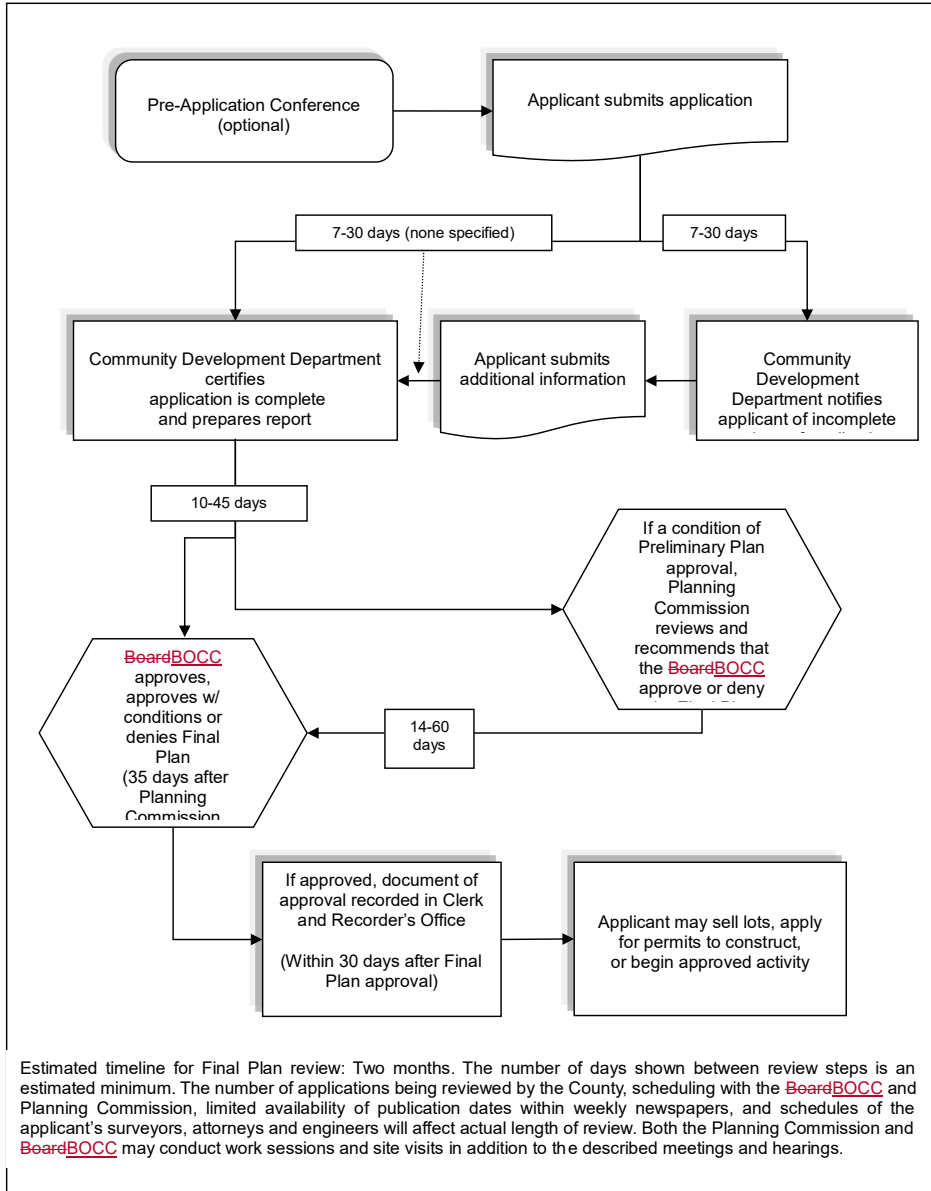 Pre-Application Conference
(optional)
Applicant submits application
7-30 days (none specified)
7-30 days
Community Development Department
certifies
application is complete
and prepares report
Applicant submits
additional information
Community
Development
Department notifies
applicant of incomplete
10-45 days
If a condition of
Preliminary Plan
approval,
Planning
Commission
reviews and
recommends that
the BoardBOCC
approve or deny
BoardBOCC
approves,
approves w/
conditions or
denies Final
Plan
(35 days after
Planning
Commission
14-60
days
If approved, document of
approval recorded in Clerk
and Recorder’s Office
(Within 30 days after Final
Plan approval)
Applicant may sell lots, apply
for permits to construct,
or begin approved activity
Estimated timeline for Final Plan review: Two months. The number of days shown between review steps is an
estimated minimum. The number of applications being reviewed by the County, scheduling with the BoardBOCC and
Planning Commission, limited availability of publication dates within weekly newspapers, and schedules of the
applicant’s surveyors, attorneys and engineers will affect actual length of review. Both the Planning Commission and
BoardBOCC may conduct work sessions and site visits in addition to the described meetings and hearings.